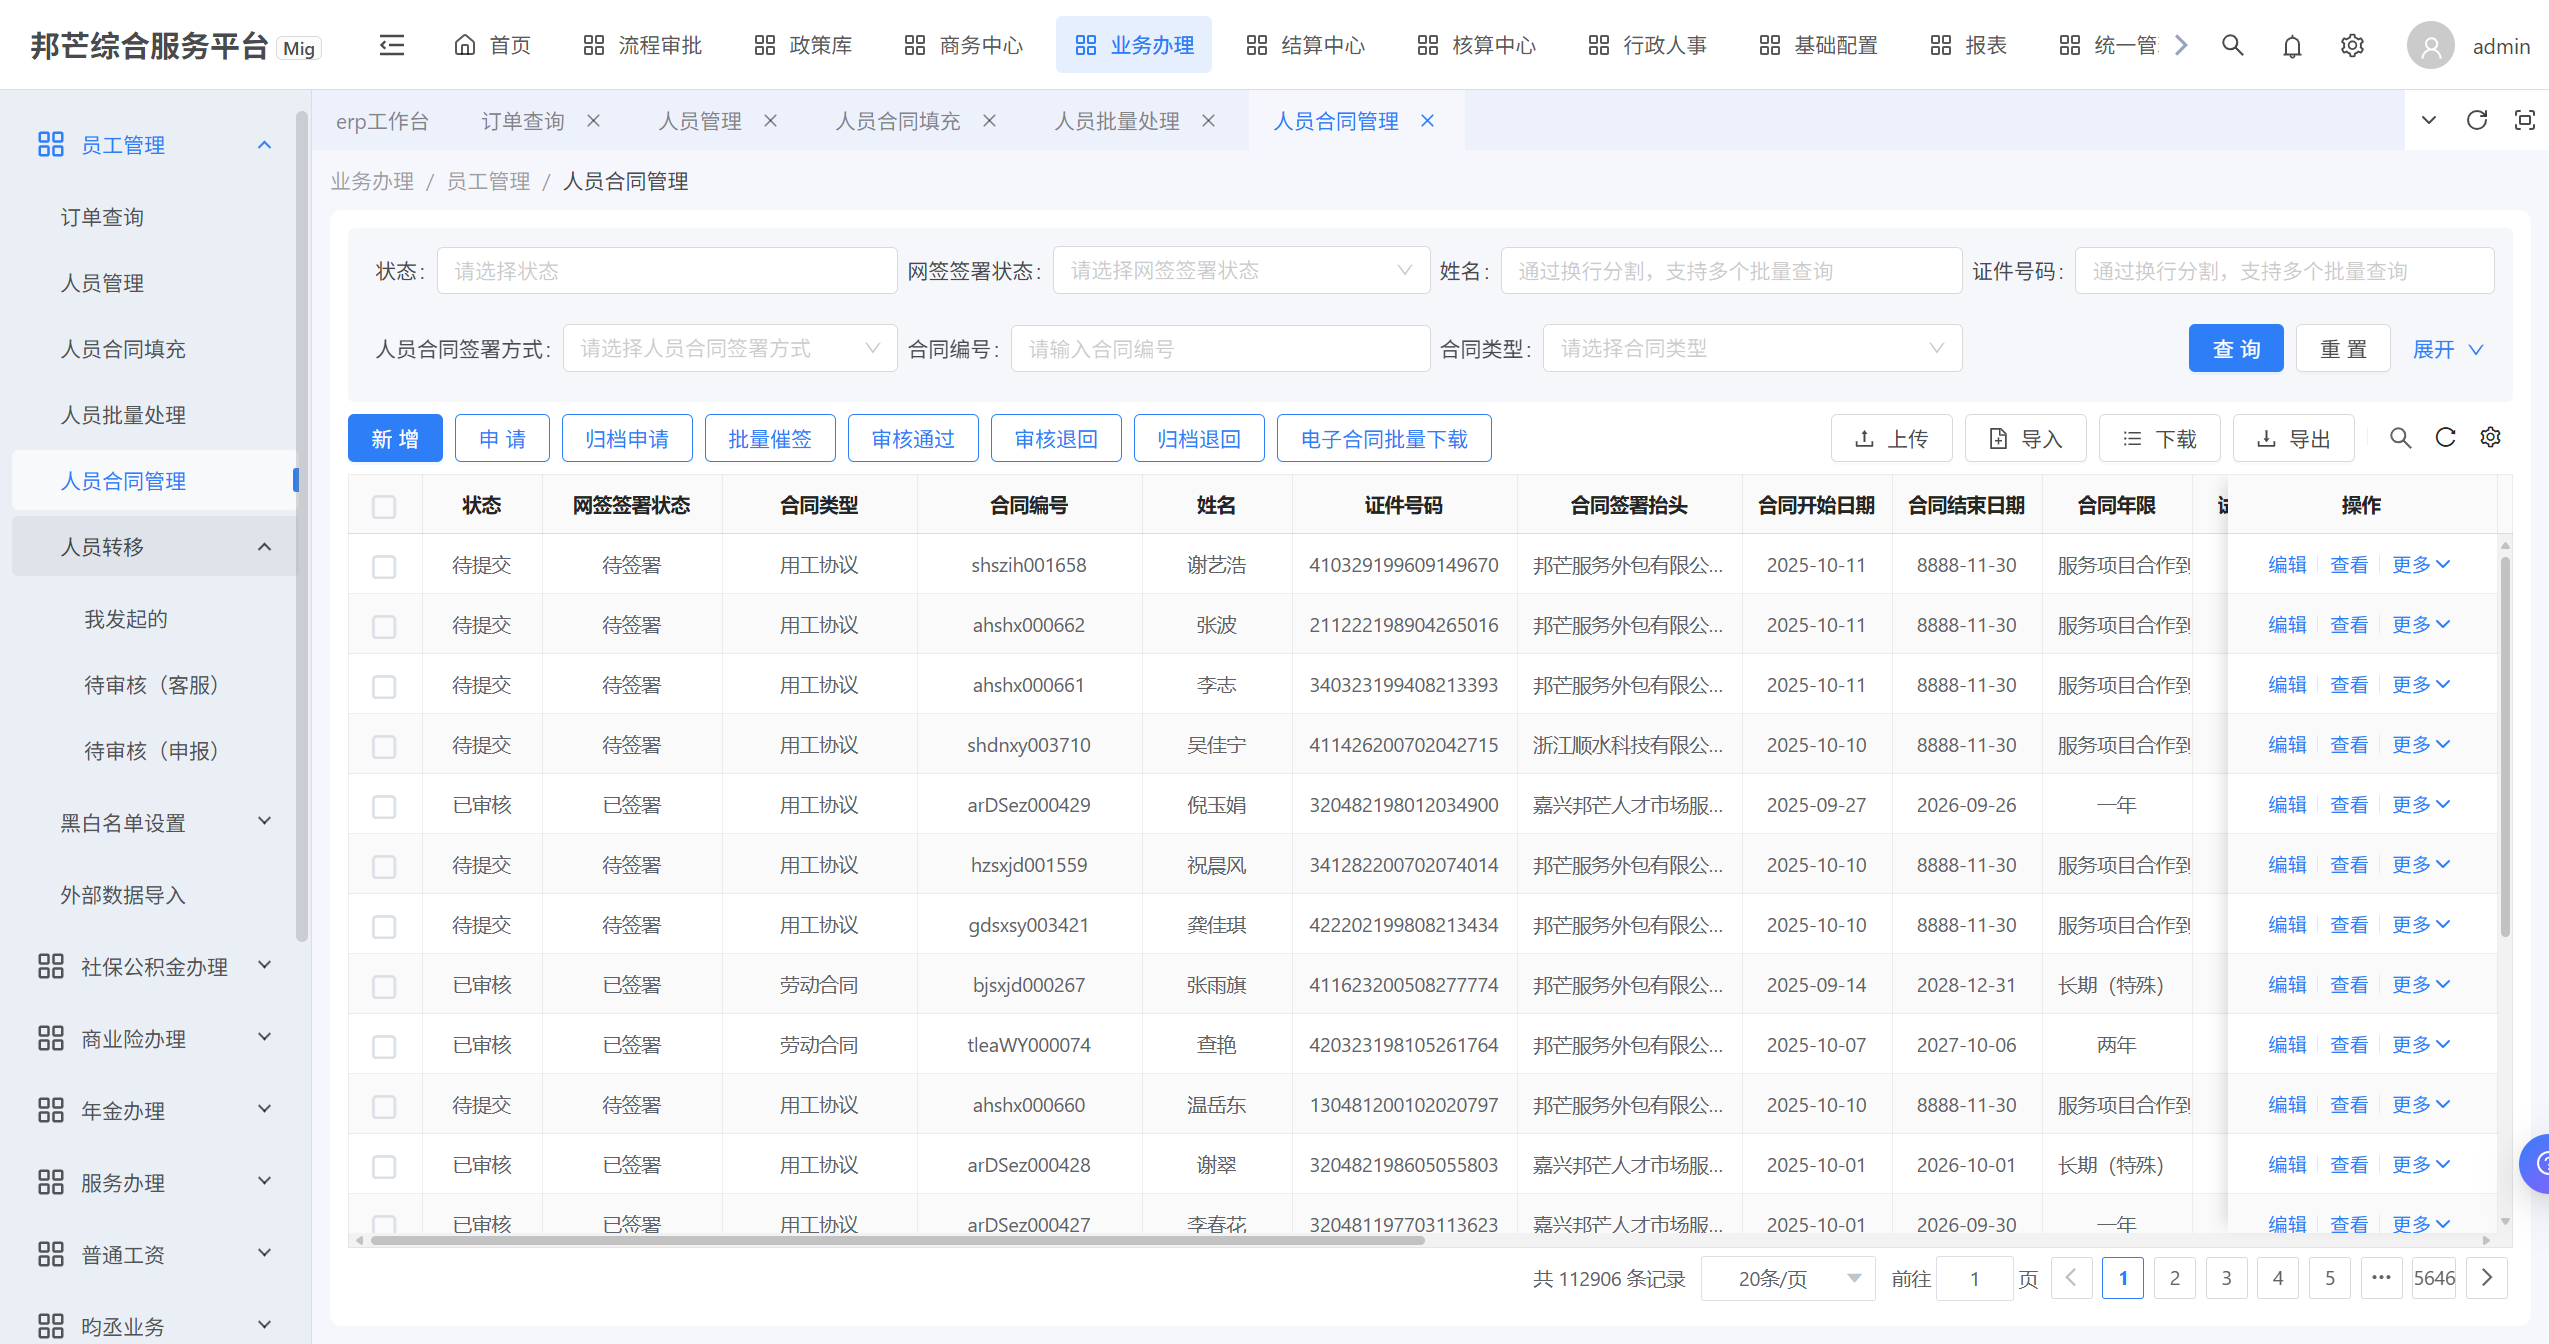 邦芒综合服务平台 Mig 首页 流程审批 政策库 商务中心 业务办理 结算中心 核算中心 行政人事 基础配置 报表 统一管 admin
erp工作台 订单查询 人员管理 人员合同填充 人员批量处理 人员合同管理
业务办理 / 员工管理 / 人员合同管理
员工管理
订单查询
人员管理
人员合同填充
人员批量处理
人员合同管理
人员转移
我发起的
待审核（客服）
待审核（申报）
黑白名单设置
外部数据导入
社保公积金办理
商业险办理
年金办理
服务办理
普通工资
昀丞业务
状态: 请选择状态 网签签署状态: 请选择网签签署状态 姓名: 通过换行分割，支持多个批量查询 证件号码: 通过换行分割，支持多个批量查询
人员合同签署方式: 请选择人员合同签署方式 合同编号: 请输入合同编号 合同类型: 请选择合同类型 查 询 重 置 展开
新 增 申 请 归档申请 批量催签 审核通过 审核退回 归档退回 电子合同批量下载 上传 导入 下载 导出
状态 网签签署状态 合同类型 合同编号 姓名 证件号码 合同签署抬头 合同开始日期 合同结束日期 合同年限 操作
待提交 待签署 用工协议 shszih001658 谢艺浩 410329199609149670 邦芒服务外包有限公... 2025-10-11 8888-11-30 服务项目合作到 编辑 查看 更多
待提交 待签署 用工协议 ahshx000662 张波 211222198904265016 邦芒服务外包有限公... 2025-10-11 8888-11-30 服务项目合作到 编辑 查看 更多
待提交 待签署 用工协议 ahshx000661 李志 340323199408213393 邦芒服务外包有限公... 2025-10-11 8888-11-30 服务项目合作到 编辑 查看 更多
待提交 待签署 用工协议 shdnxy003710 吴佳宁 411426200702042715 浙江顺水科技有限公... 2025-10-10 8888-11-30 服务项目合作到 编辑 查看 更多
已审核 已签署 用工协议 arDSez000429 倪玉娟 320482198012034900 嘉兴邦芒人才市场服... 2025-09-27 2026-09-26 一年 编辑 查看 更多
待提交 待签署 用工协议 hzsxjd001559 祝晨风 341282200702074014 邦芒服务外包有限公... 2025-10-10 8888-11-30 服务项目合作到 编辑 查看 更多
待提交 待签署 用工协议 gdsxsy003421 龚佳琪 422202199808213434 邦芒服务外包有限公... 2025-10-10 8888-11-30 服务项目合作到 编辑 查看 更多
已审核 已签署 劳动合同 bjsxjd000267 张雨旗 411623200508277774 邦芒服务外包有限公... 2025-09-14 2028-12-31 长期（特殊） 编辑 查看 更多
已审核 已签署 劳动合同 tleaWY000074 查艳 420323198105261764 邦芒服务外包有限公... 2025-10-07 2027-10-06 两年 编辑 查看 更多
待提交 待签署 用工协议 ahshx000660 温岳东 130481200102020797 邦芒服务外包有限公... 2025-10-10 8888-11-30 服务项目合作到 编辑 查看 更多
已审核 已签署 用工协议 arDSez000428 谢翠 320482198605055803 嘉兴邦芒人才市场服... 2025-10-01 2026-10-01 长期（特殊） 编辑 查看 更多
已审核 已签署 用工协议 arDSez000427 李春花 320481197703113623 嘉兴邦芒人才市场服... 2025-10-01 2026-09-30 一年 编辑 查看 更多
共 112906 条记录 20条/页 前往 1 页 1 2 3 4 5 ••• 5646